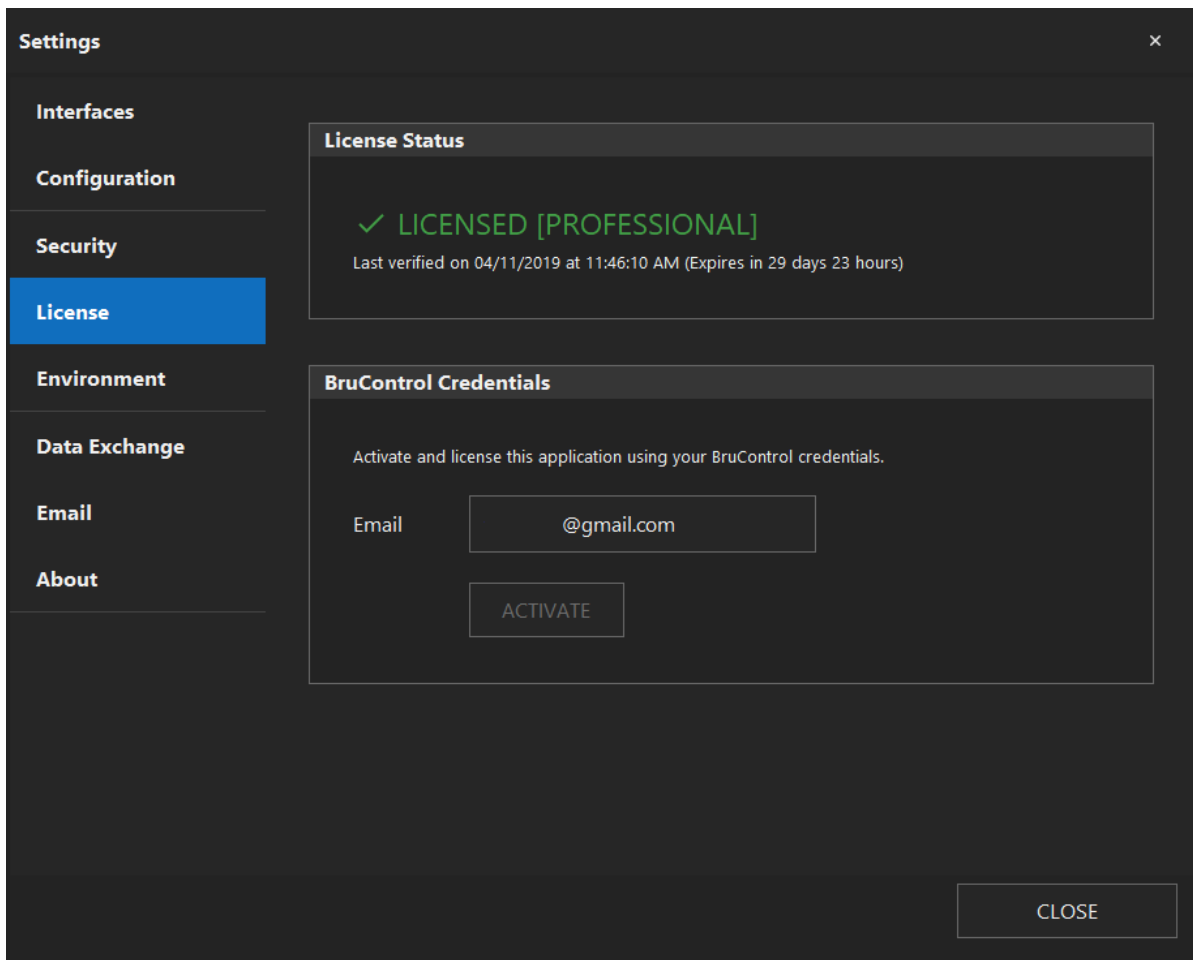 Settings
×
Interfaces
Configuration
Security
License
Environment
Data Exchange
Email
About
License Status
✓ LICENSED [PROFESSIONAL]
Last verified on 04/11/2019 at 11:46:10 AM (Expires in 29 days 23 hours)
BruControl Credentials
Activate and license this application using your BruControl credentials.
Email @gmail.com
ACTIVATE
CLOSE